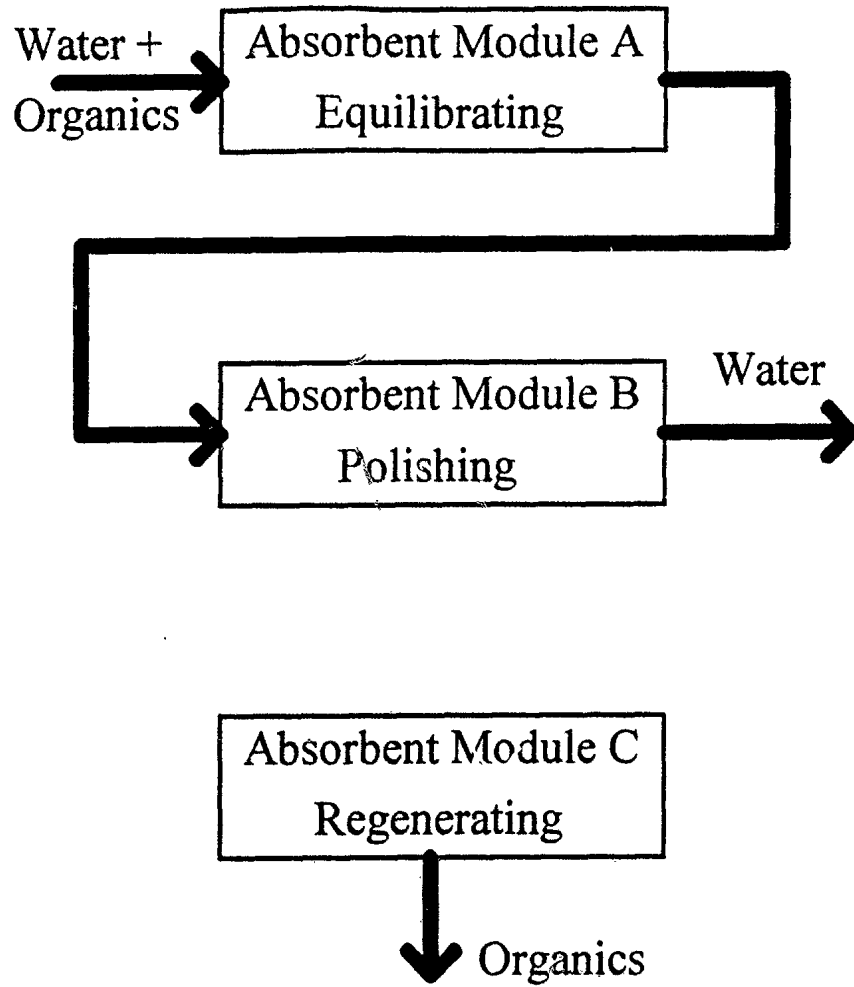 Water +
Organics
Absorbent Module A
Equilibrating
Absorbent Module B
Polishing
Water
Absorbent Module C
Regenerating
Organics